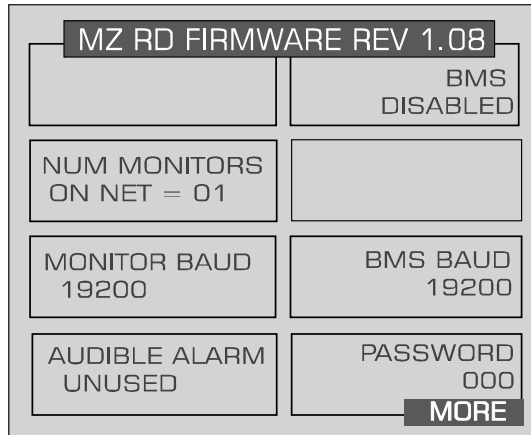 MZ RD FIRMWARE REV 1.08
BMS
DISABLED
NUM MONITORS
ON NET = 01
MONITOR BAUD
19200
BMS BAUD
19200
AUDIBLE ALARM
UNUSED
PASSWORD
000
MORE